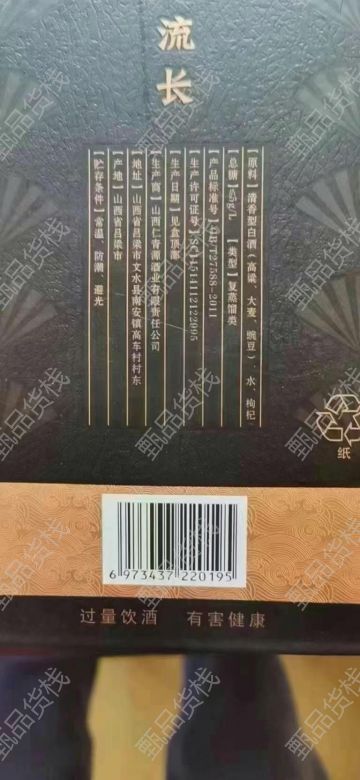 流长
【原料】清香型白酒（高粱、大麦、豌豆）、水、枸杞
【总糖】≤5g/L 【类型】复蒸馏类
【产品标准号】GB/T27588-2011
【生产许可证号】SC11514112122095
【生产日期】见盒顶部
【生产商】山西仁青源酒业有限责任公司
【地址】山西省吕梁市文水县南安镇高车村村东
【产地】山西省吕梁市
【贮存条件】常温、防潮、避光
纸
6 973437 220195
过量饮酒 有害健康
甄品货栈